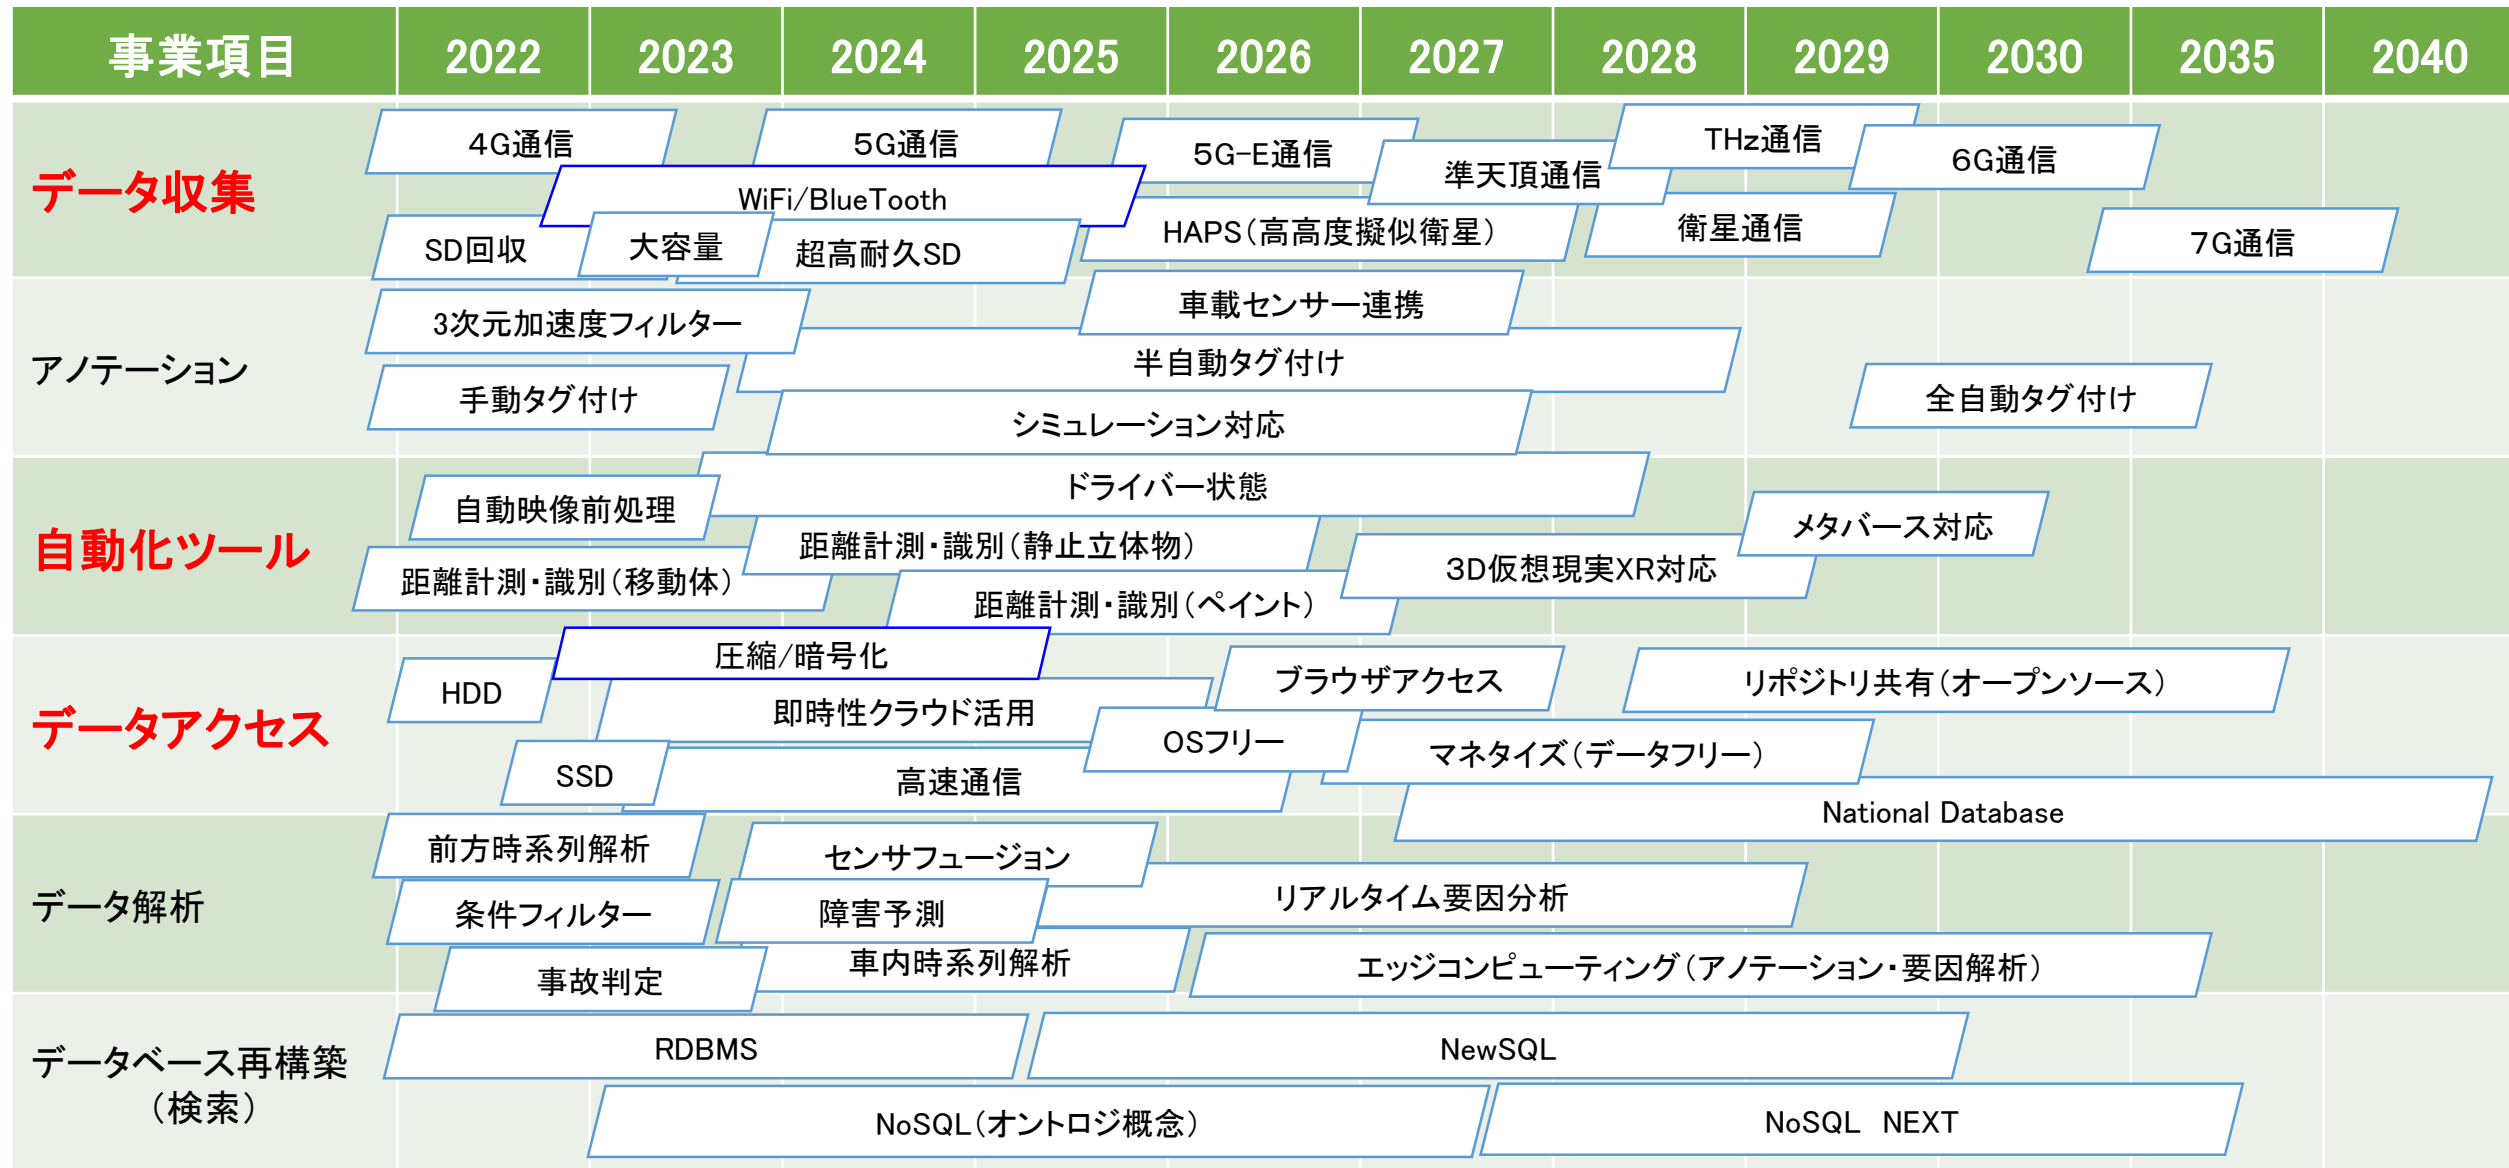 事業項目 2022 2023 2024 2025 2026 2027 2028 2029 2030 2035 2040
データ収集
4G通信
5G通信
5G-E通信
準天頂通信
THz通信
6G通信
WiFi/BlueTooth
SD回収
大容量
超高耐久SD
HAPS(高高度擬似衛星)
衛星通信
7G通信
アノテーション
3次元加速度フィルター
車載センサー連携
半自動タグ付け
手動タグ付け
シミュレーション対応
全自動タグ付け
自動化ツール
自動映像前処理
ドライバー状態
距離計測・識別(移動体)
距離計測・識別(静止立体物)
距離計測・識別(ペイント)
3D仮想現実XR対応
メタバース対応
データアクセス
圧縮/暗号化
HDD
即時性クラウド活用
ブラウザアクセス
リポジトリ共有(オープンソース)
SSD
高速通信
OSフリー
マネタイズ(データフリー)
National Database
データ解析
前方時系列解析
センサフュージョン
条件フィルター
障害予測
リアルタイム要因分析
事故判定
車内時系列解析
エッジコンピューティング(アノテーション・要因解析)
データベース再構築
(検索)
RDBMS
NewSQL
NoSQL(オントロジ概念)
NoSQL NEXT